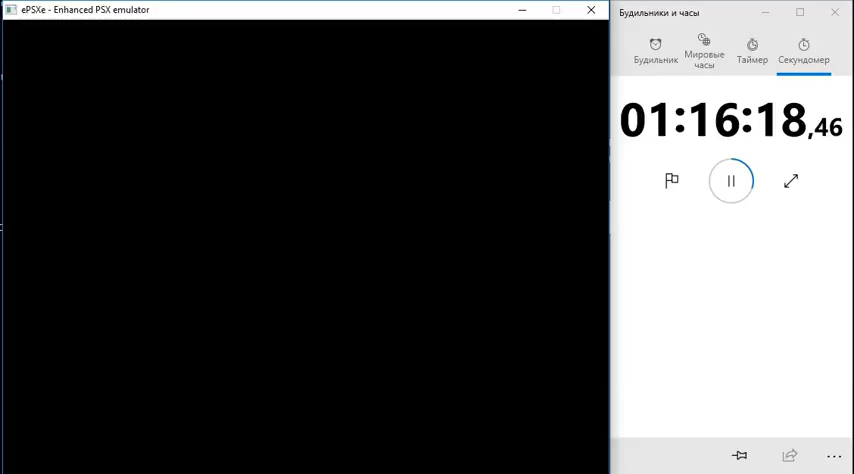 ePSXe - Enhanced PSX emulator
Будильники и часы
Будильник
Мировые
часы
Таймер
Секундомер
01:16:18,46